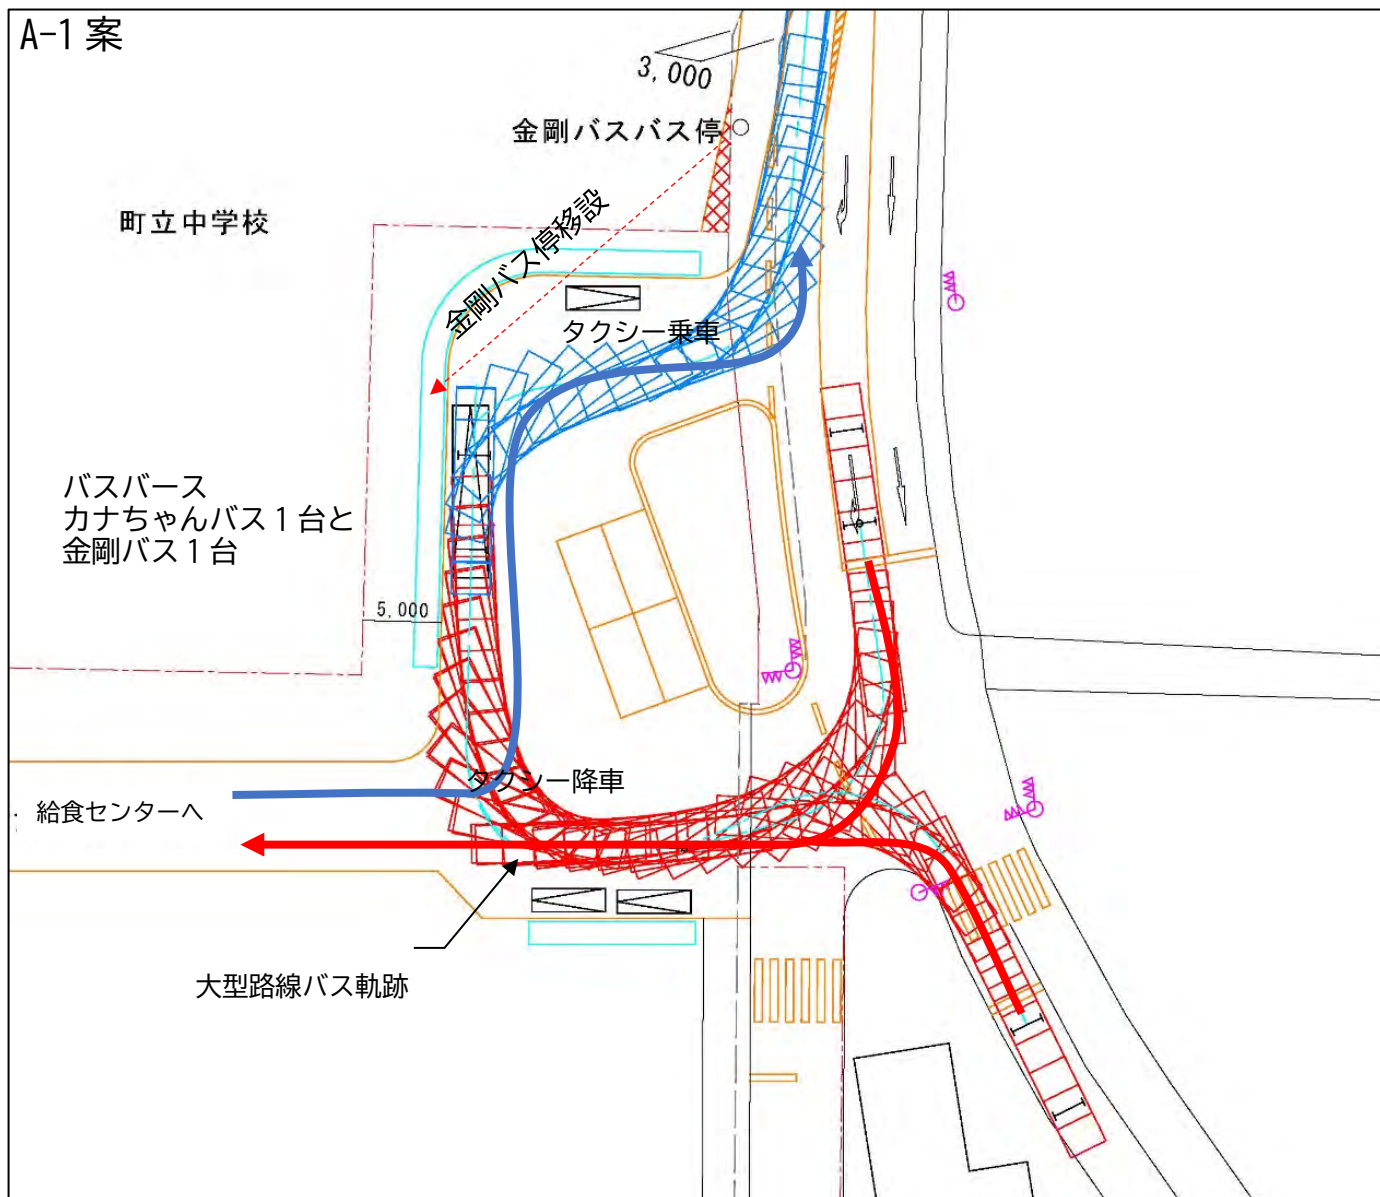 A-1 案
3,000
金剛バスバス停
町立中学校
金剛バス停移設
タクシー乗車
バスバース
カナちゃんバス１台と
金剛バス１台
5,000
タクシー降車
給食センターへ
大型路線バス軌跡